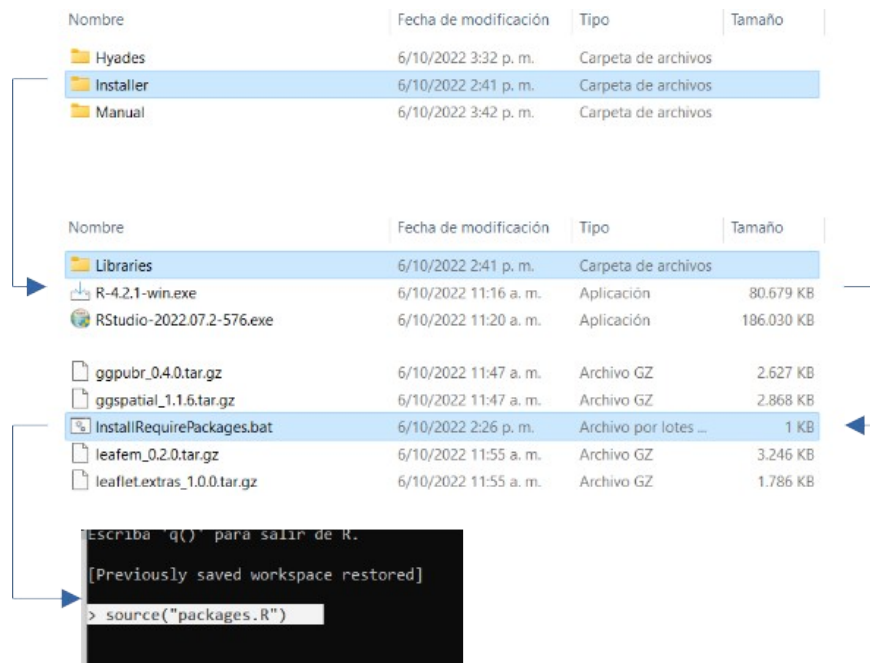 Nombre Fecha de modificación Tipo Tamaño
Hyades 6/10/2022 3:32 p. m. Carpeta de archivos
Installer 6/10/2022 2:41 p. m. Carpeta de archivos
Manual 6/10/2022 3:42 p. m. Carpeta de archivos
Nombre Fecha de modificación Tipo Tamaño
Libraries 6/10/2022 2:41 p. m. Carpeta de archivos
R-4.2.1-win.exe 6/10/2022 11:16 a. m. Aplicación 80.679 KB
RStudio-2022.07.2-576.exe 6/10/2022 11:20 a. m. Aplicación 186.030 KB
ggpubr_0.4.0.tar.gz 6/10/2022 11:47 a. m. Archivo GZ 2.627 KB
ggspatial_1.1.6.tar.gz 6/10/2022 11:47 a. m. Archivo GZ 2.868 KB
InstallRequirePackages.bat 6/10/2022 2:26 p. m. Archivo por lotes ... 1 KB
leafem_0.2.0.tar.gz 6/10/2022 11:55 a. m. Archivo GZ 3.246 KB
leaflet.extras_1.0.0.tar.gz 6/10/2022 11:55 a. m. Archivo GZ 1.786 KB
Escriba 'q()' para salir de R.
[Previously saved workspace restored]
> source("packages.R")